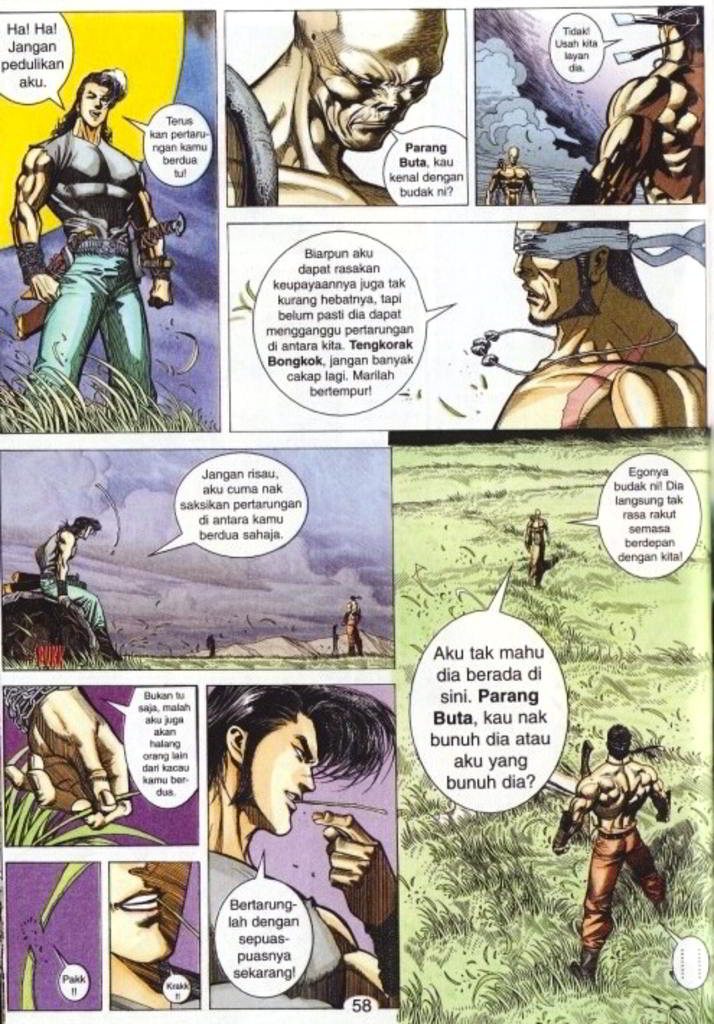 Ha! Ha!
Jangan
pedulikan
aku.
Terus
kan pertaru-
ngan kamu
berdua
tu!
Parang
Buta, kau
kenal dengan
budak ni?
Tidak!
Usah kita
layan
dia.
Biarpun aku
dapat rasakan
keupayaannya juga tak
kurang hebatnya, tapi
belum pasti dia dapat
mengganggu pertarungan
di antara kita. Tengkorak
Bongkok, jangan banyak
cakap lagi. Marilah
bertempur!
Jangan risau,
aku cuma nak
saksikan pertarungan
di antara kamu
berdua sahaja.
Egonya
budak ni! Dia
langsung tak
rasa rakut
semasa
berdepan
dengan kita!
Aku tak mahu
dia berada di
sini. Parang
Buta, kau nak
bunuh dia atau
aku yang
bunuh dia?
........
Bukan tu
saja, malah
aku juga
akan
halang
orang lain
dari kacau
kamu ber-
dua.
Pakk
!!
Krakk
!!
Bertarung-
lah dengan
sepuas-
puasnya
sekarang!
58